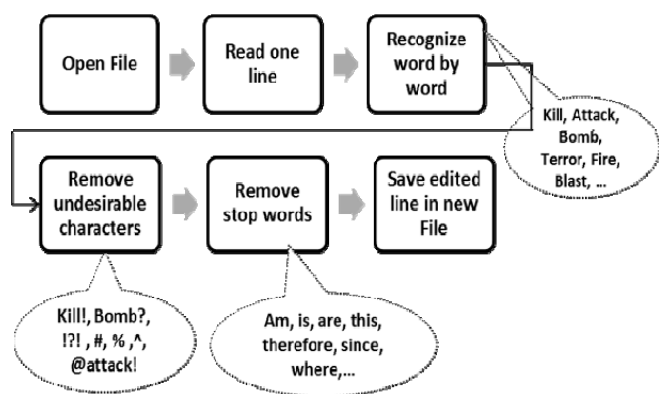 Open File
Read one
line
Recognize
word by
word
Kill, Attack,
Bomb,
Terror, Fire,
Blast, ...
Remove
undesirable
characters
Remove
stop words
Save edited
line in new
File
Kill!, Bomb?,
!?! , #, % ,^,
@attack!
Am, is, are, this,
therefore, since,
where,...